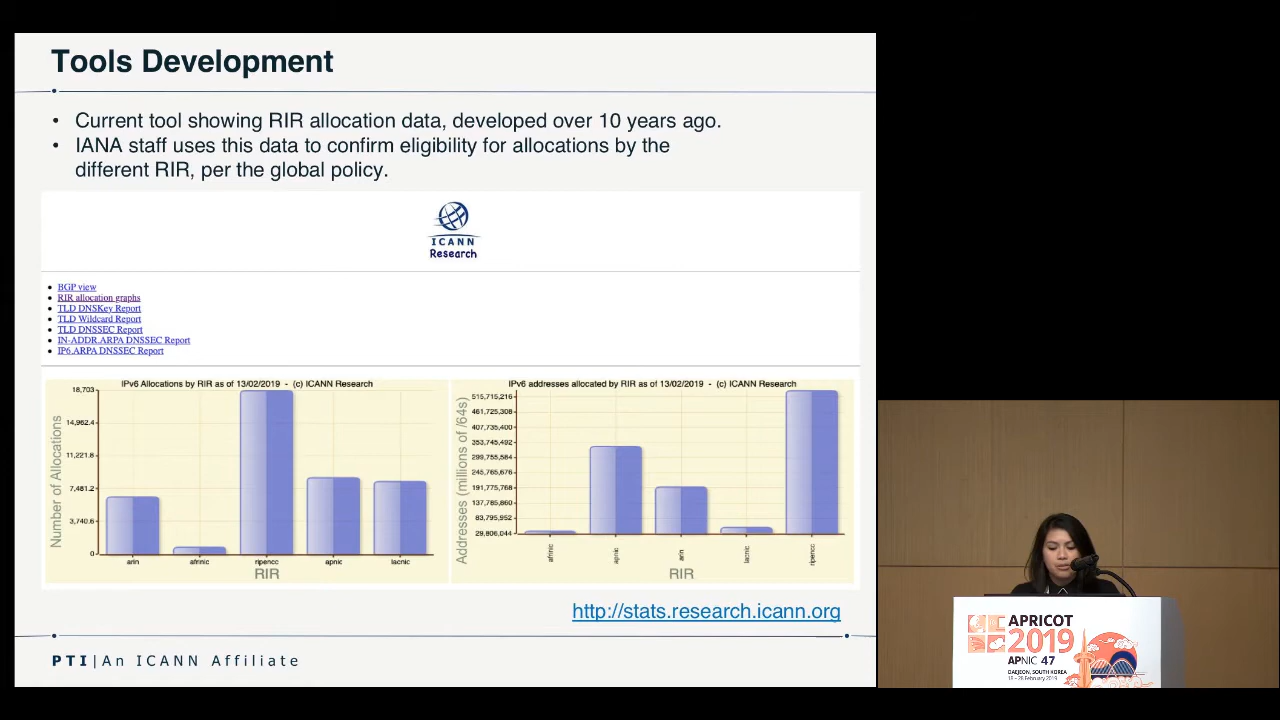 Tools Development
• Current tool showing RIR allocation data, developed over 10 years ago.
• IANA staff uses this data to confirm eligibility for allocations by the
different RIR, per the global policy.
ICANN
Research
• BGP view
• RIR allocation graphs
• TLD DNSKey Report
• TLD Wildcard Report
• TLD DNSSEC Report
• IN-ADDR.ARPA DNSSEC Report
• IP6.ARPA DNSSEC Report
IPv6 Allocations by RIR as of 13/02/2019 - (c) ICANN Research
Number of Allocations
18,703
14,962.4
11,221.8
7,481.2
3,740.6
0
arin afrinic ripencc apnic lacnic
RIR
IPv6 addresses allocated by RIR as of 13/02/2019 - (c) ICANN Research
Addresses (millions of /64s)
515,715,216
461,725,308
407,735,400
353,745,492
299,755,584
245,765,676
191,775,768
137,785,860
83,795,952
29,806,044
afrinic apnic arin lacnic ripencc
RIR
http://stats.research.icann.org
PTI | An ICANN Affiliate
APRICOT
2019
APNIC 47
DAEJEON, SOUTH KOREA
18 - 28 February 2019